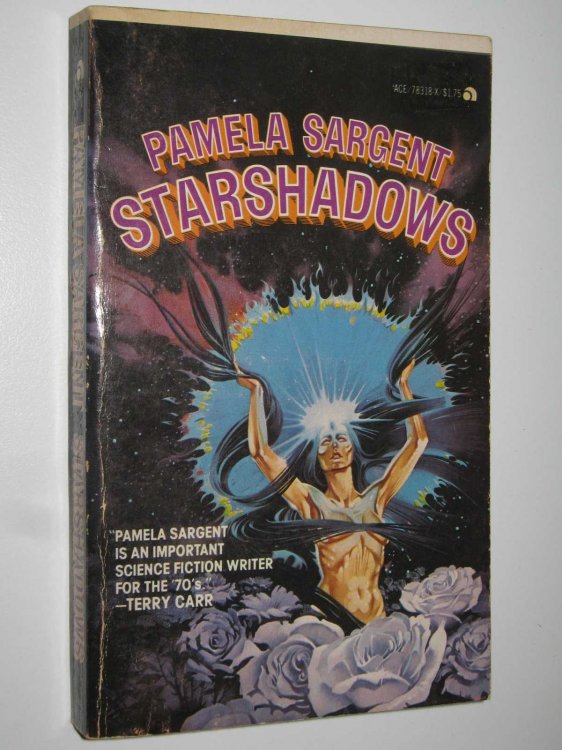 ACE/78318-X/$1.75
PAMELA SARGENT
STARSHADOWS
"PAMELA SARGENT
IS AN IMPORTANT
SCIENCE FICTION WRITER
FOR THE '70's."
—TERRY CARR
PAMELA SARGENT STARSHADOWS